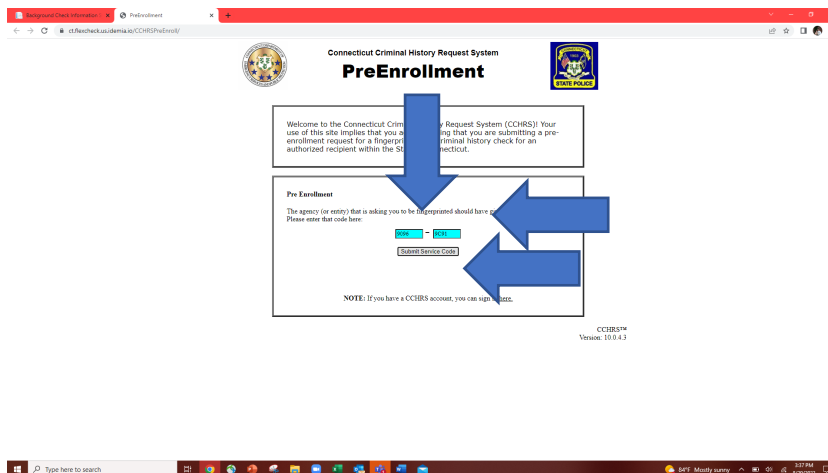 Background Check Information
PreEnrollment
ct.flexcheck.us.idemia.io/CCHRSPreEnroll/
Connecticut Criminal History Request System
PreEnrollment
STATE POLICE
Welcome to the Connecticut Crim Request System (CCHRS)! Your
use of this site implies that you a ing that you are submitting a pre-
enrollment request for a fingerpri riminal history check for an
authorized recipient within the St necticut.
Pre Enrollment
The agency (or entity) that is asking you to be fingerprinted should have
Please enter that code here:
–
Submit Service Code
NOTE: If you have a CCHRS account, you can sign here.
CCHRS™
Version: 10.0.4.3
Type here to search
84°F Mostly sunny
3:37 PM